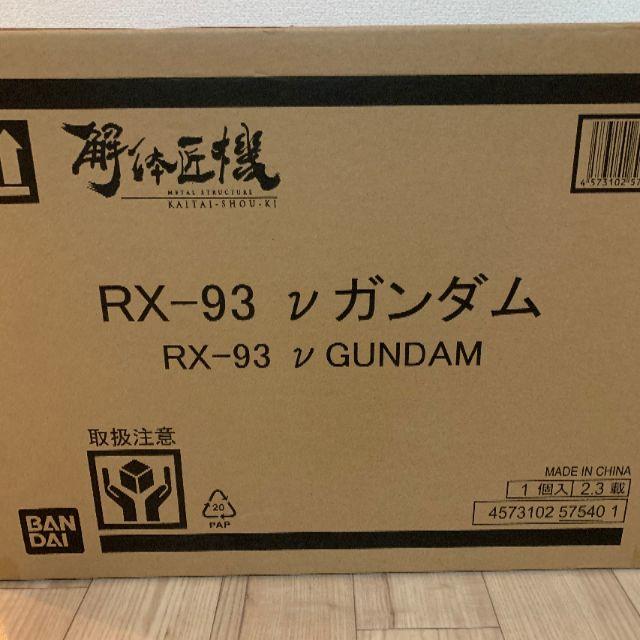 解体匠機
METAL STRUCTURE
KAITAI-SHOU-KI
RX-93 ν ガンダム
RX-93 ν GUNDAM
取扱注意
20
PAP
BAN
DAI
MADE IN CHINA
1 個入 2.3 載
4573102 57540 1